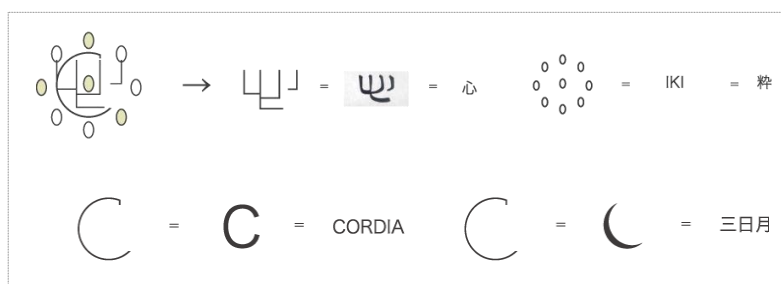 → = = 心 = IKI = 粋
= C = CORDIA = = 三日月